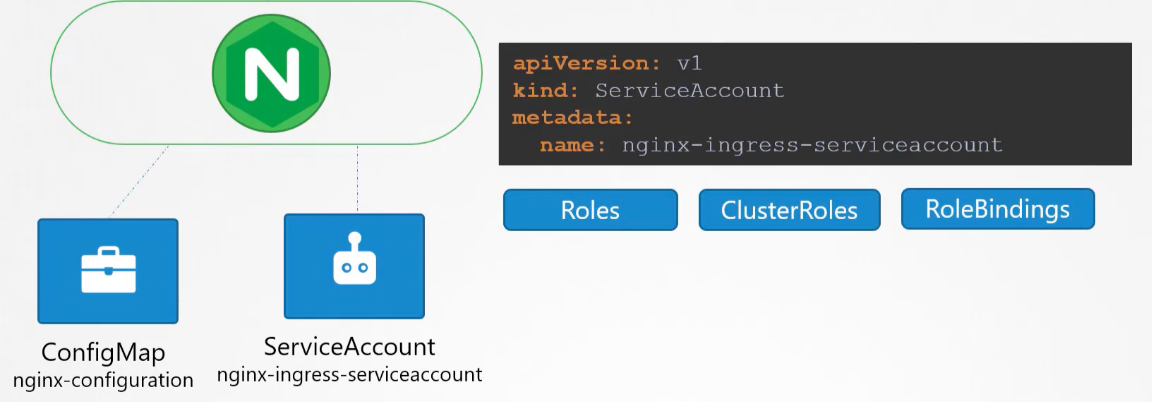 N
apiVersion: v1
kind: ServiceAccount
metadata:
  name: nginx-ingress-serviceaccount
Roles
ClusterRoles
RoleBindings
ConfigMap
nginx-configuration
ServiceAccount
nginx-ingress-serviceaccount